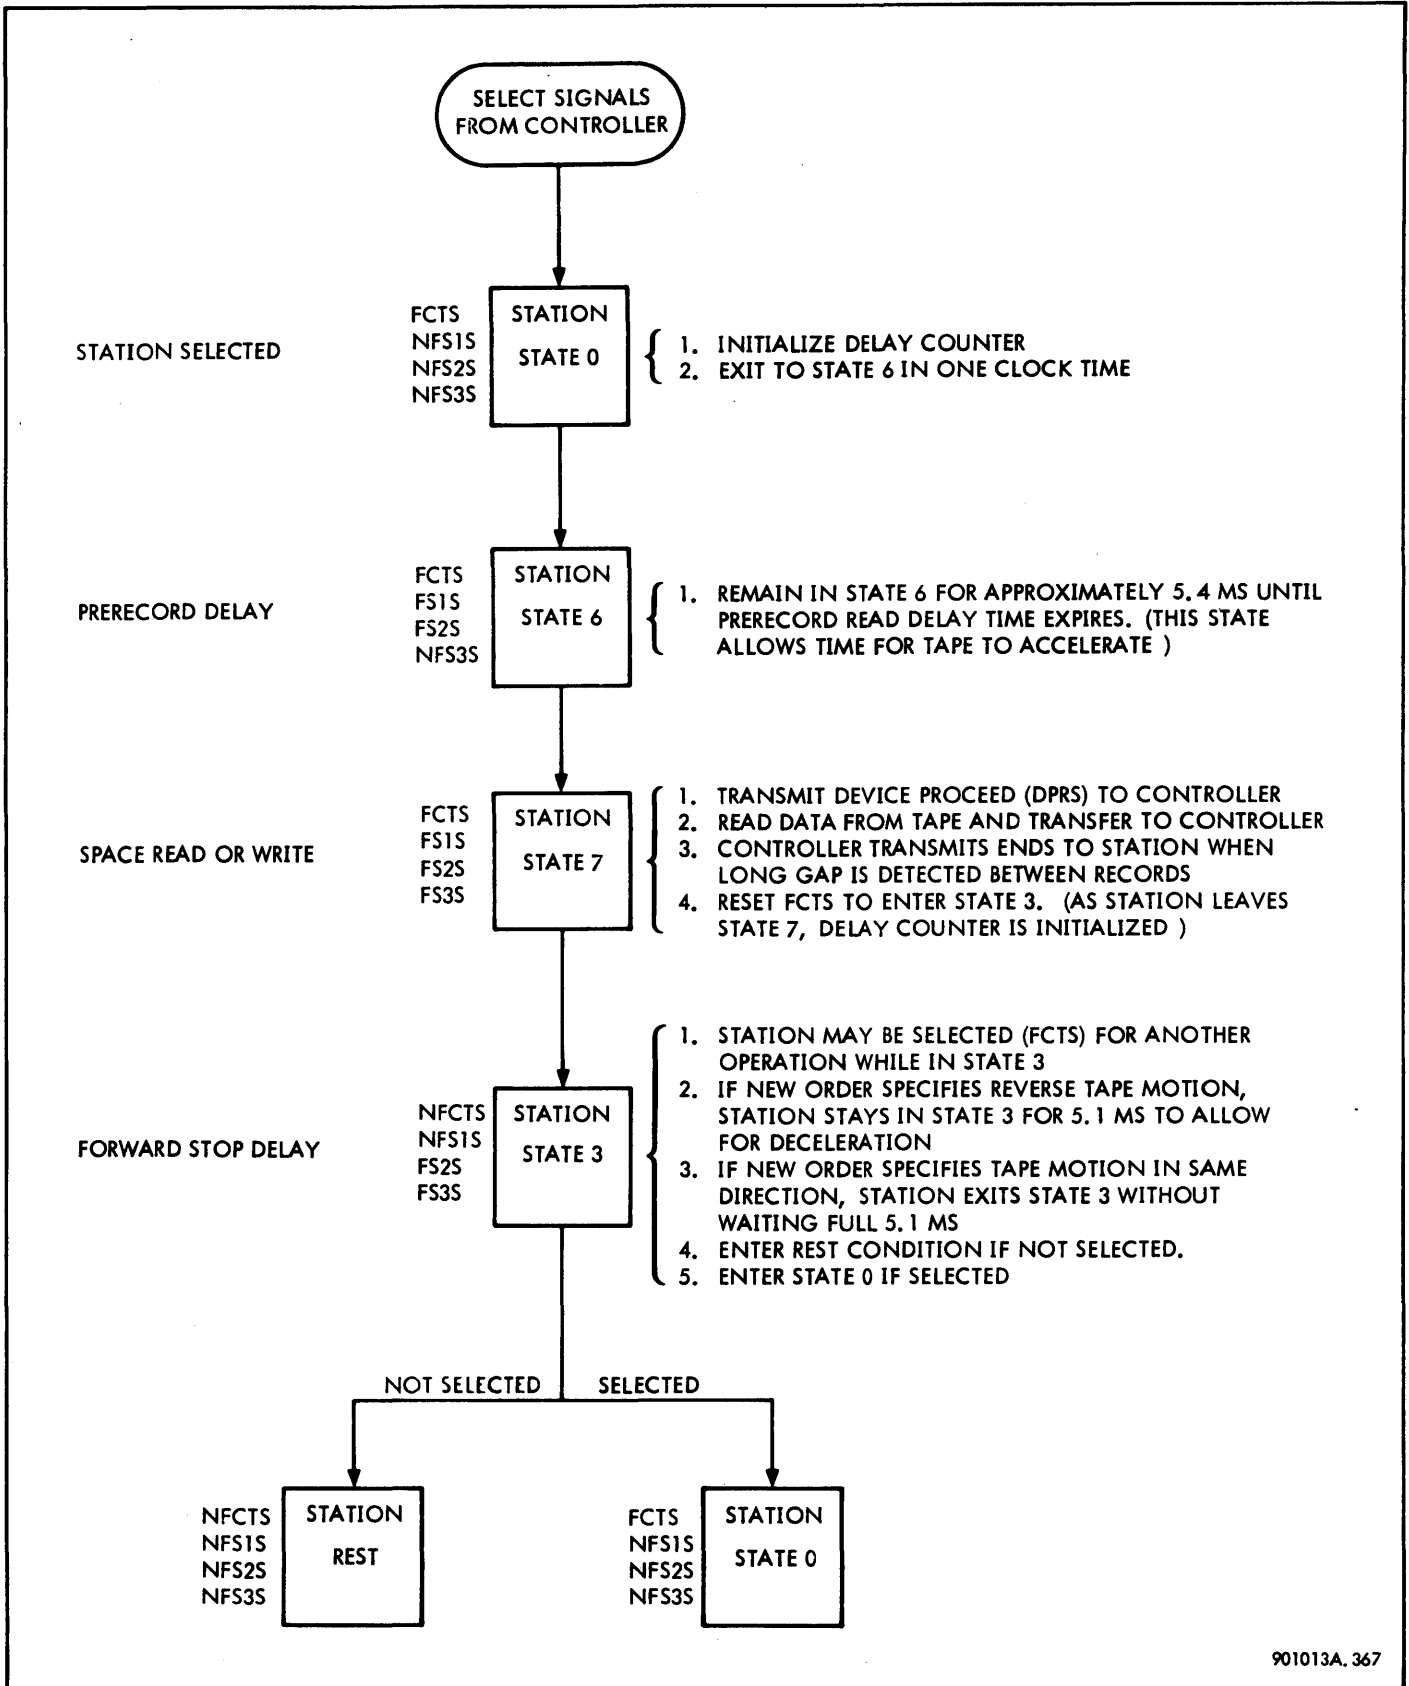 SELECT SIGNALS
FROM CONTROLLER
STATION SELECTED
FCTS
NFS1S
NFS2S
NFS3S
STATION
STATE 0
1. INITIALIZE DELAY COUNTER
2. EXIT TO STATE 6 IN ONE CLOCK TIME
PRERECORD DELAY
FCTS
FS1S
FS2S
NFS3S
STATION
STATE 6
1. REMAIN IN STATE 6 FOR APPROXIMATELY 5.4 MS UNTIL
PRERECORD READ DELAY TIME EXPIRES. (THIS STATE
ALLOWS TIME FOR TAPE TO ACCELERATE )
SPACE READ OR WRITE
FCTS
FS1S
FS2S
FS3S
STATION
STATE 7
1. TRANSMIT DEVICE PROCEED (DPRS) TO CONTROLLER
2. READ DATA FROM TAPE AND TRANSFER TO CONTROLLER
3. CONTROLLER TRANSMITS ENDS TO STATION WHEN
LONG GAP IS DETECTED BETWEEN RECORDS
4. RESET FCTS TO ENTER STATE 3. (AS STATION LEAVES
STATE 7, DELAY COUNTER IS INITIALIZED )
FORWARD STOP DELAY
NFCTS
NFS1S
FS2S
FS3S
STATION
STATE 3
1. STATION MAY BE SELECTED (FCTS) FOR ANOTHER
OPERATION WHILE IN STATE 3
2. IF NEW ORDER SPECIFIES REVERSE TAPE MOTION,
STATION STAYS IN STATE 3 FOR 5.1 MS TO ALLOW
FOR DECELERATION
3. IF NEW ORDER SPECIFIES TAPE MOTION IN SAME
DIRECTION, STATION EXITS STATE 3 WITHOUT
WAITING FULL 5.1 MS
4. ENTER REST CONDITION IF NOT SELECTED.
5. ENTER STATE 0 IF SELECTED
NOT SELECTED
SELECTED
NFCTS
NFS1S
NFS2S
NFS3S
STATION
REST
FCTS
NFS1S
NFS2S
NFS3S
STATION
STATE 0
901013A.367